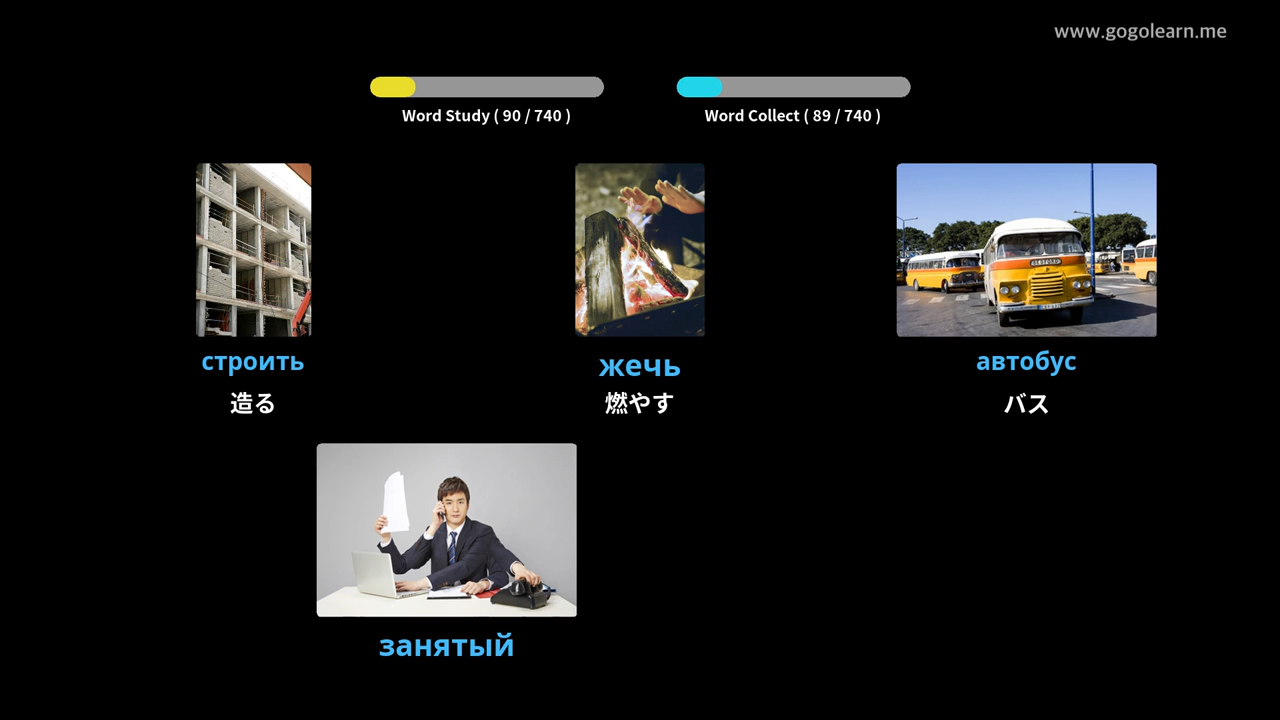 www.gogolearn.me
Word Study ( 90 / 740 )
Word Collect ( 89 / 740 )
строить
造る
жечь
燃やす
автобус
バス
BEDFORD
занятый